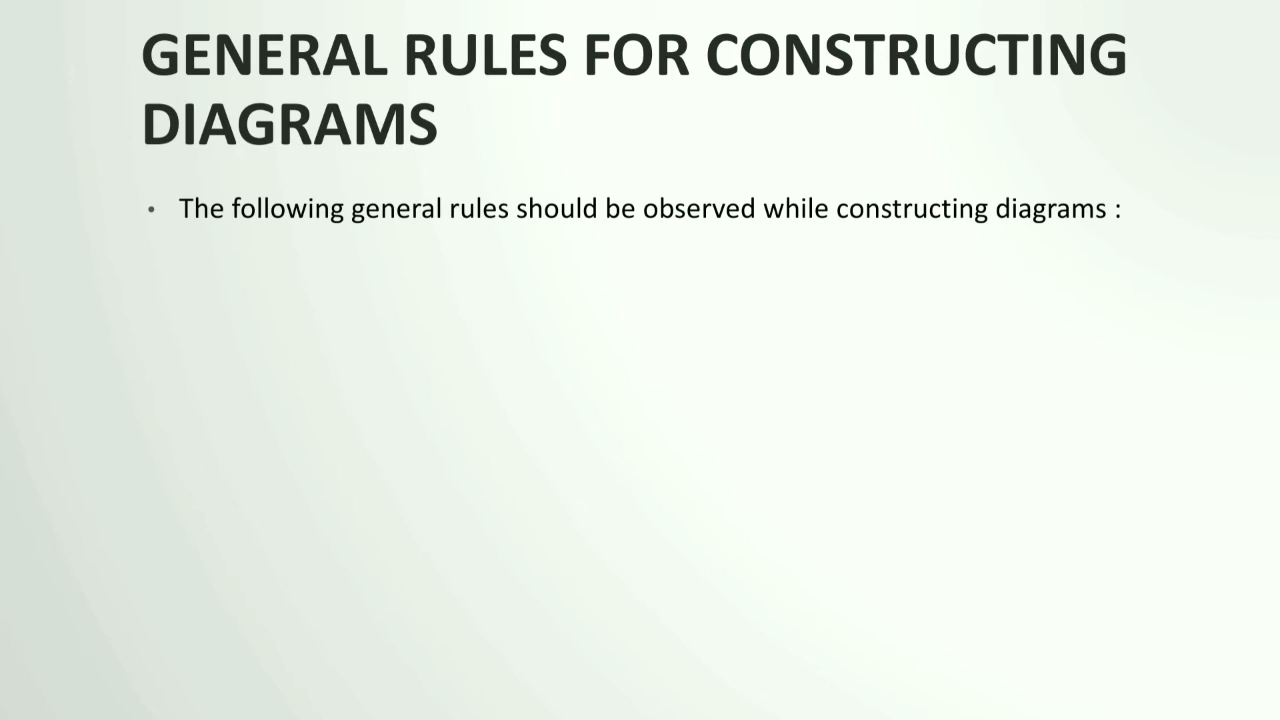 GENERAL RULES FOR CONSTRUCTING
DIAGRAMS
• The following general rules should be observed while constructing diagrams :